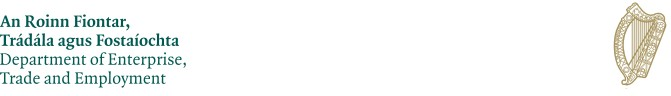 An Roinn Fiontar,
Trádála agus Fostaíochta
Department of Enterprise,
Trade and Employment